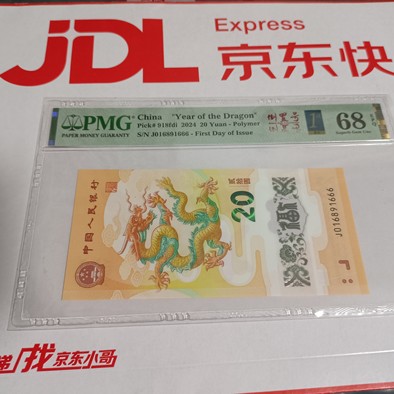 JDL
Express
京东快
PMG
PAPER MONEY GUARANTY
China "Year of the Dragon"
Pick# 918fdi 2024 20 Yuan - Polymer
S/N J016891666 - First Day of Issue
68
中国人民银行
贰拾圆
20
J016891666
递 找京东小哥